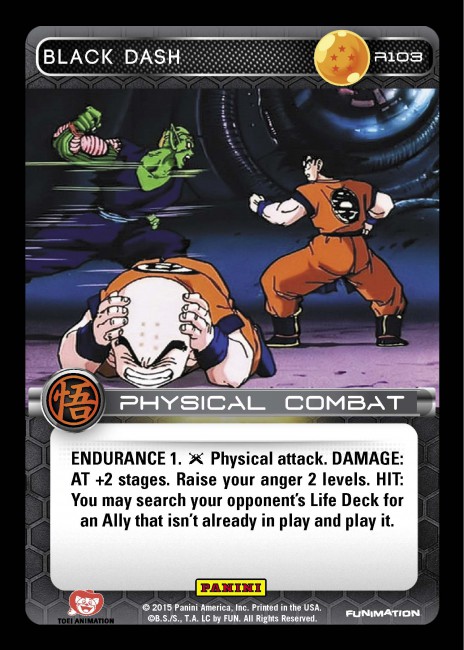 BLACK DASH
R103
悟
PHYSICAL COMBAT
ENDURANCE 1. Physical attack. DAMAGE:
AT +2 stages. Raise your anger 2 levels. HIT:
You may search your opponent's Life Deck for
an Ally that isn't already in play and play it.
PANINI
TOEI ANIMATION
© 2015 Panini America, Inc. Printed in the USA.
©B.S./S., T.A. LC by FUN. All Rights Reserved.
FUNIMATION